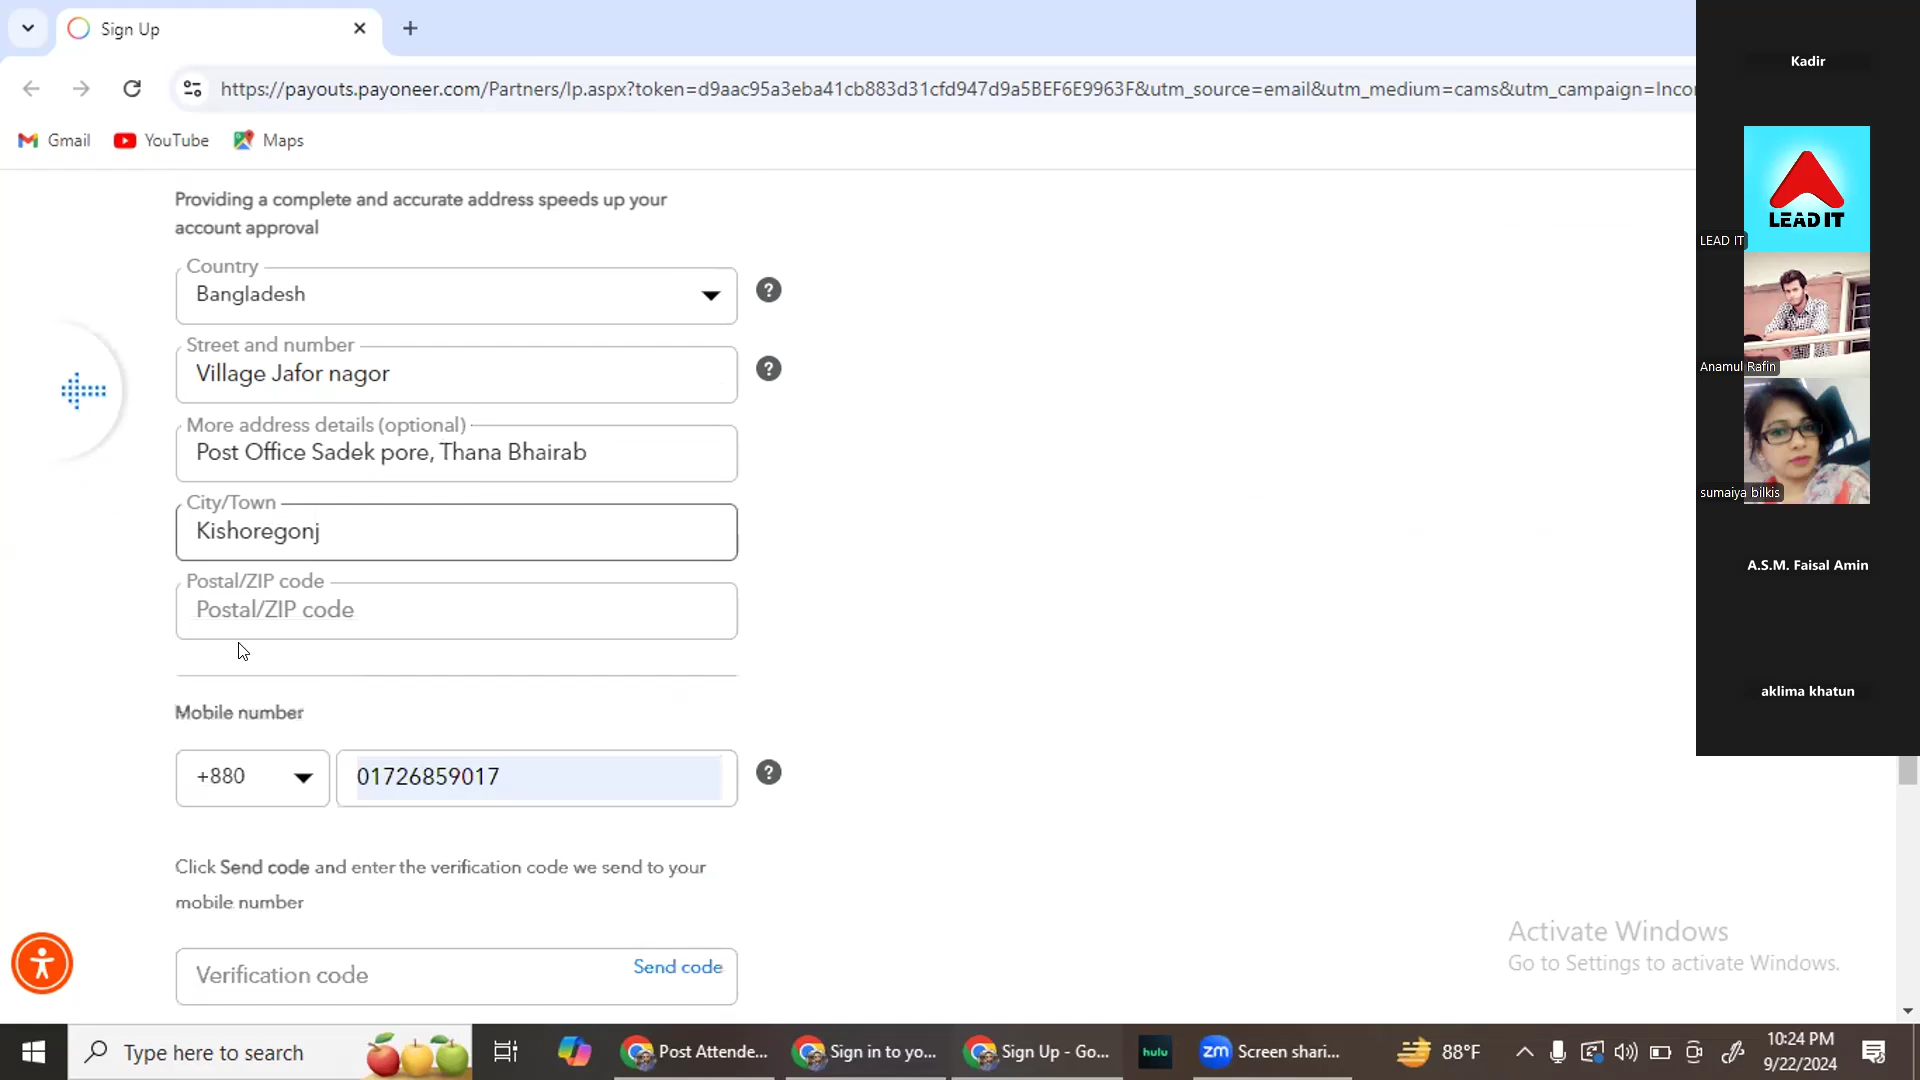 Sign Up
https://payouts.payoneer.com/Partners/lp.aspx?token=d9aac95a3eba41cb883d31cfd947d9a5BEF6E9963F&utm_source=email&utm_medium=cams&utm_campaign=Inco
Gmail YouTube Maps
Providing a complete and accurate address speeds up your
account approval
Country
Bangladesh
?
Street and number
Village Jafor nagor
?
More address details (optional)
Post Office Sadek pore, Thana Bhairab
City/Town
Kishoregonj
Postal/ZIP code
Postal/ZIP code
Mobile number
+880 01726859017
?
Click Send code and enter the verification code we send to your
mobile number
Verification code
Send code
Kadir
LEAD IT
LEAD IT
Anamul Rafin
sumaiya bilkis
A.S.M. Faisal Amin
aklima khatun
Activate Windows
Go to Settings to activate Windows.
Type here to search
Post Attende...
Sign in to yo...
Sign Up - Go...
hulu
zm
Screen shari...
88°F
10:24 PM
9/22/2024